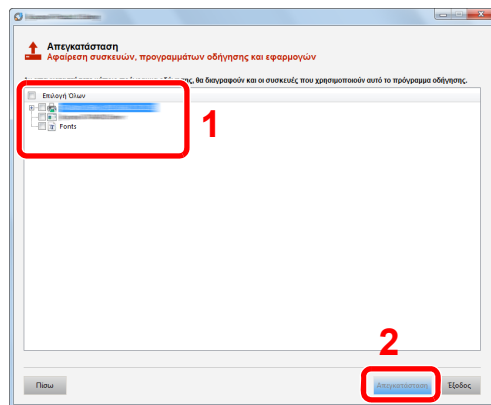 Απεγκατάσταση
Αφαίρεση συσκευών, προγραμμάτων οδήγησης και εφαρμογών
θα διαγραφούν και οι συσκευές που χρησιμοποιούν αυτό το πρόγραμμα οδήγησης.
Επιλογή Όλων
1
Fonts
2
Πίσω
Απεγκατάσταση
Έξοδος